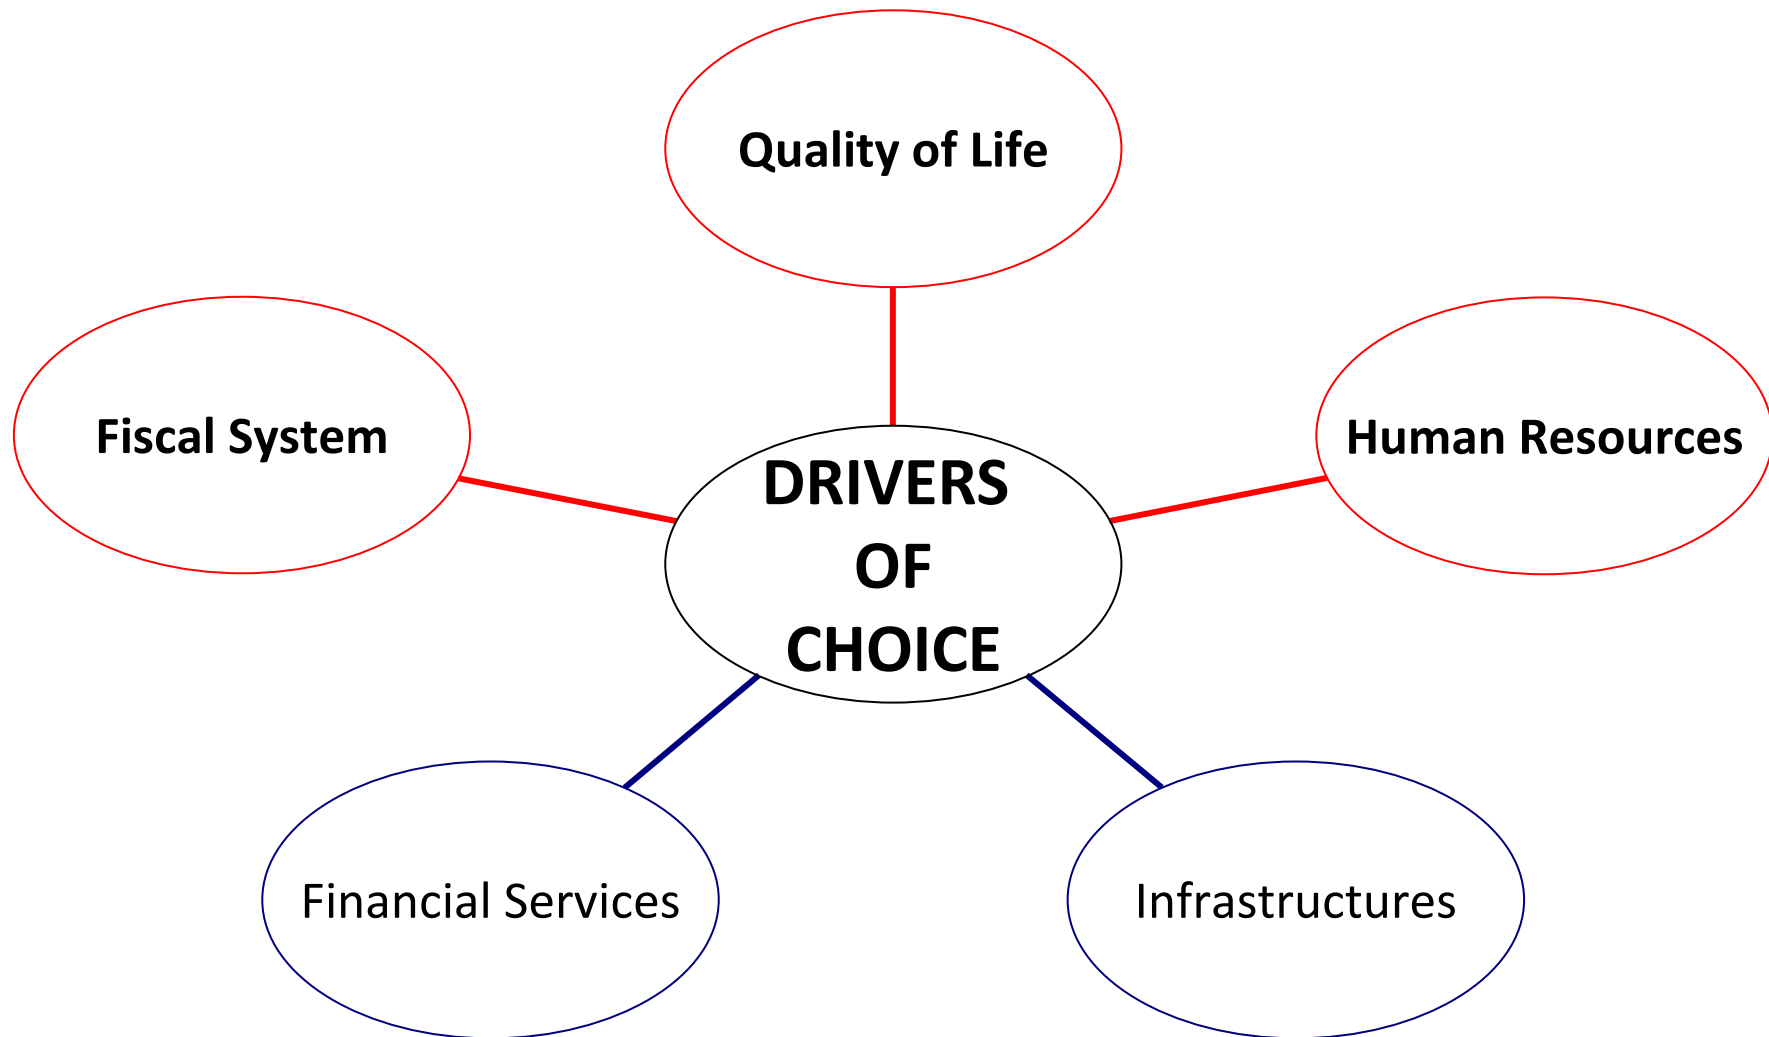 Quality of Life
Fiscal System
Human Resources
DRIVERS
OF
CHOICE
Financial Services
Infrastructures